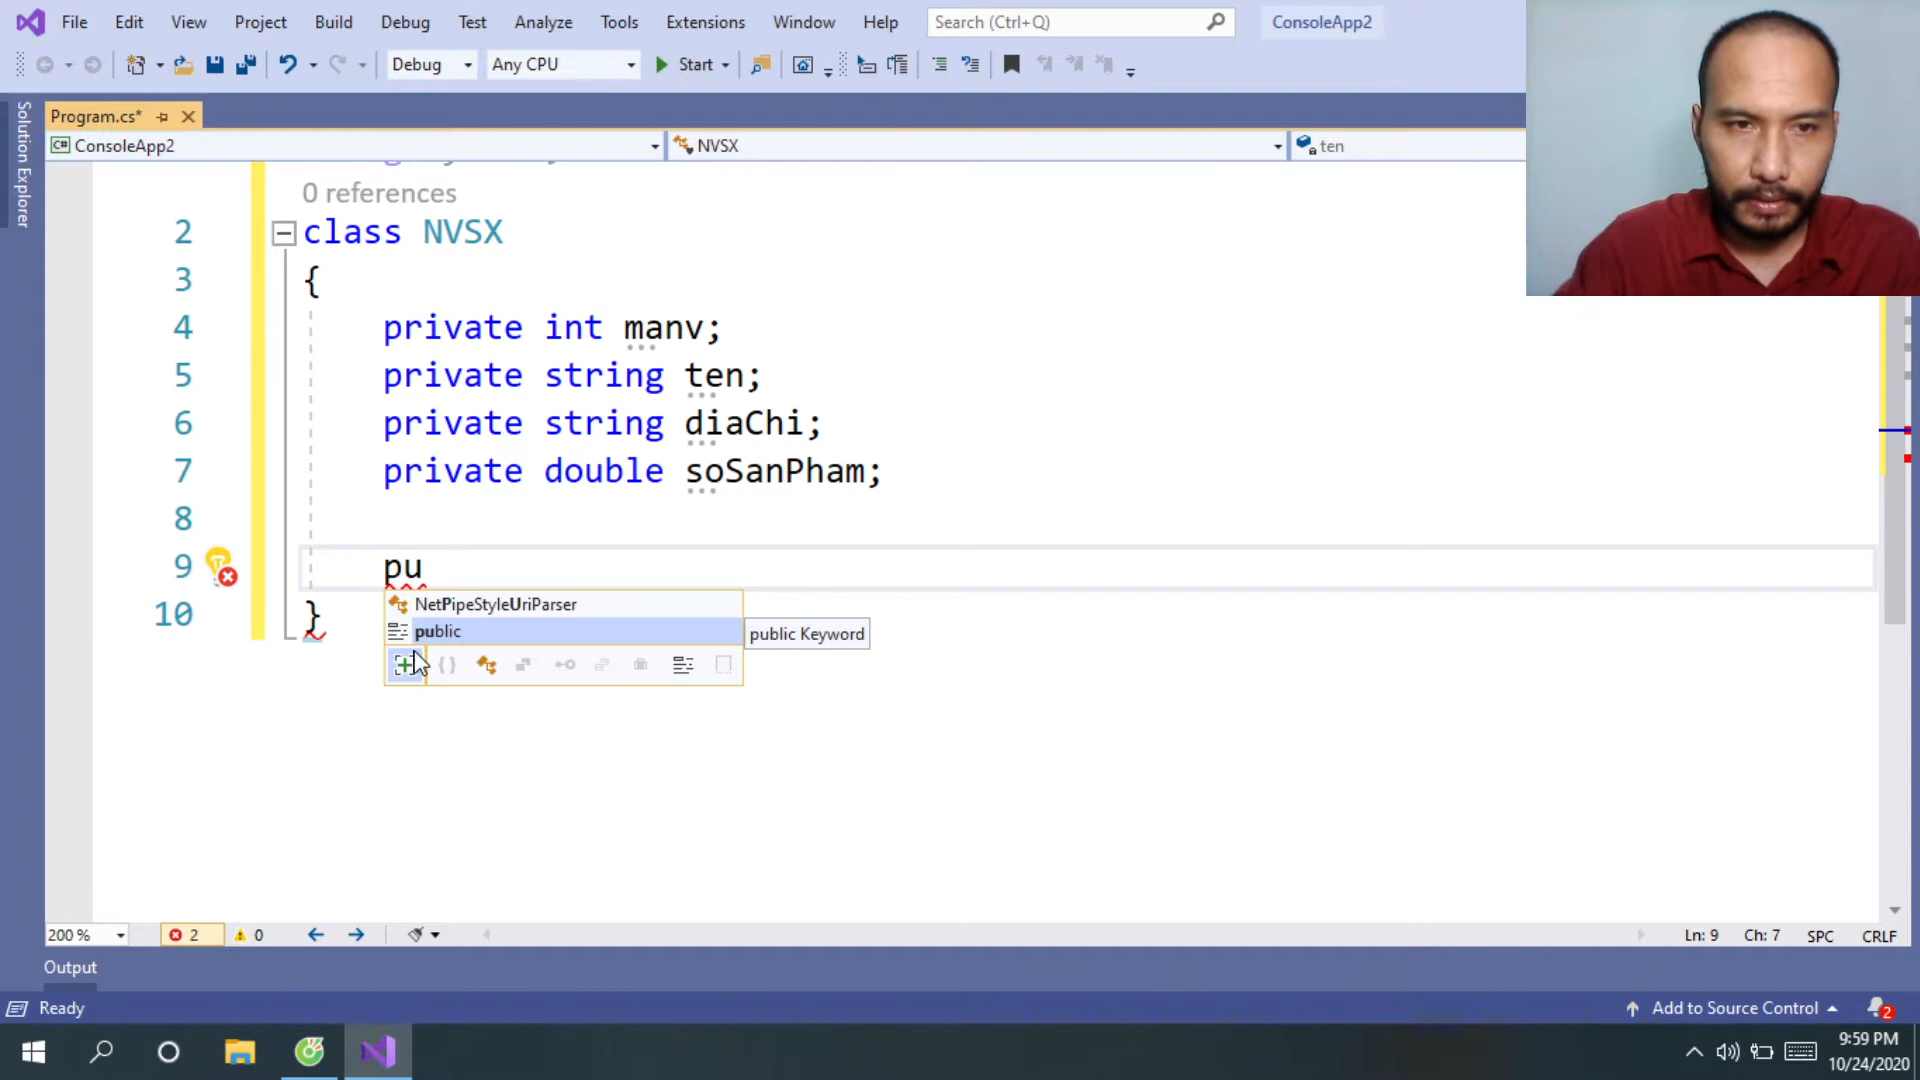 File Edit View Project Build Debug Test Analyze Tools Extensions Window Help Search (Ctrl+Q) ConsoleApp2
Debug Any CPU Start
Solution Explorer
Program.cs*
C# ConsoleApp2 NVSX ten
0 references
2 class NVSX
3 {
4 private int manv;
5 private string ten;
6 private string diaChi;
7 private double soSanPham;
8
9 pu
NetPipeStyleUriParser
10 }
public public Keyword
200 % 2 0 Ln: 9 Ch: 7 SPC CRLF
Output
Ready Add to Source Control 2
9:59 PM
10/24/2020